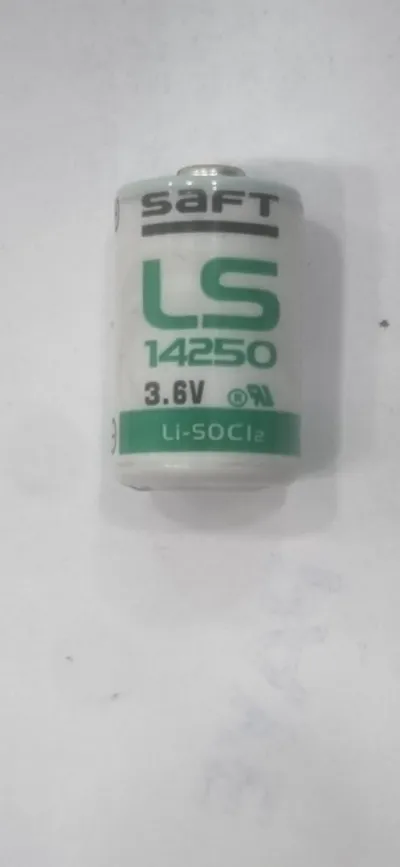 SAFT
LS
14250
3.6V ®
Li-SOCl₂